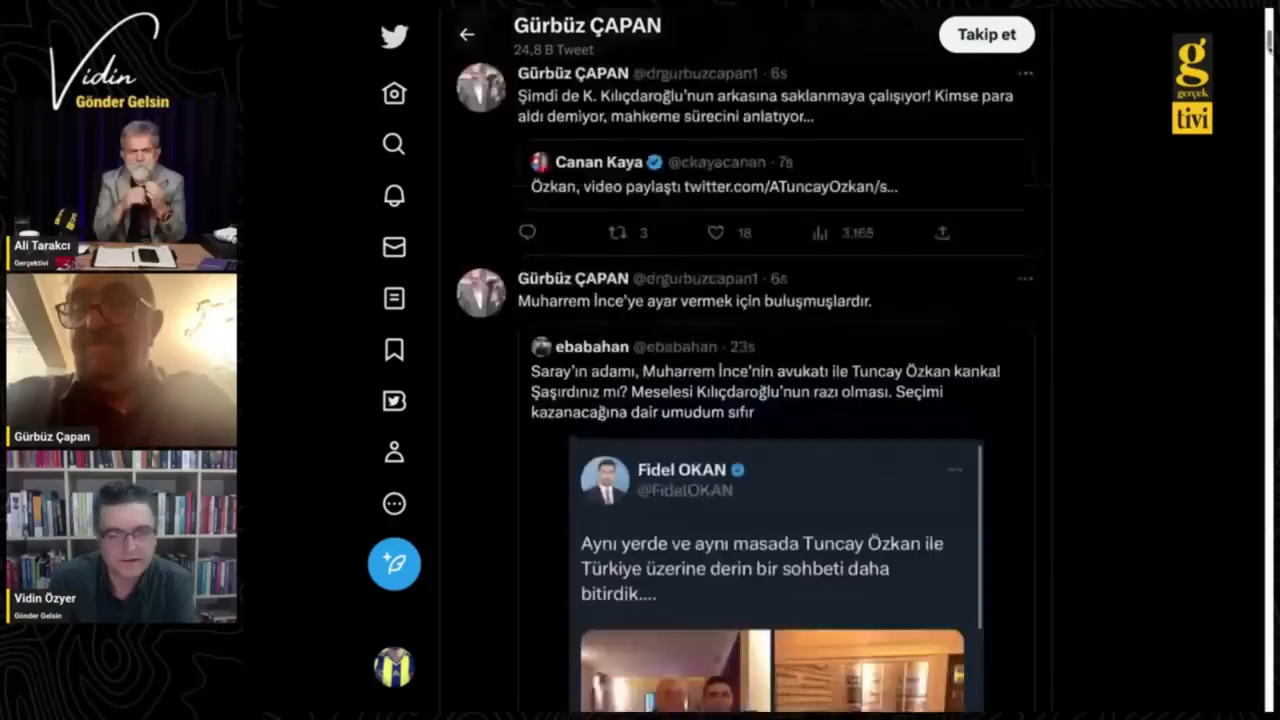 Vidin
Gönder Gelsin
Ali Tarakcı
Gerçektivi
Gürbüz Çapan
Vidin Özyer
Gönder Gelsin
Gürbüz ÇAPAN
24,8 B Tweet
Takip et
Gürbüz ÇAPAN @drgurbuzcapan1 · 6s
Şimdi de K. Kılıçdaroğlu'nun arkasına saklanmaya çalışıyor! Kimse para
aldı demiyor, mahkeme sürecini anlatıyor...
Canan Kaya @ckayacanan · 7s
Özkan, video paylaştı twitter.com/ATuncayOzkan/s...
3
18
3.165
Gürbüz ÇAPAN @drgurbuzcapan1 · 6s
Muharrem İnce'ye ayar vermek için buluşmuşlardır.
ebabahan @ebabahan · 23s
Saray'ın adamı, Muharrem İnce'nin avukatı ile Tuncay Özkan kanka!
Şaşırdınız mı? Meselesi Kılıçdaroğlu'nun razı olması. Seçimi
kazanacağına dair umudum sıfır
Fidel OKAN
@FidelOKAN
Aynı yerde ve aynı masada Tuncay Özkan ile
Türkiye üzerine derin bir sohbeti daha
bitirdik....
g
gerçek
tivi